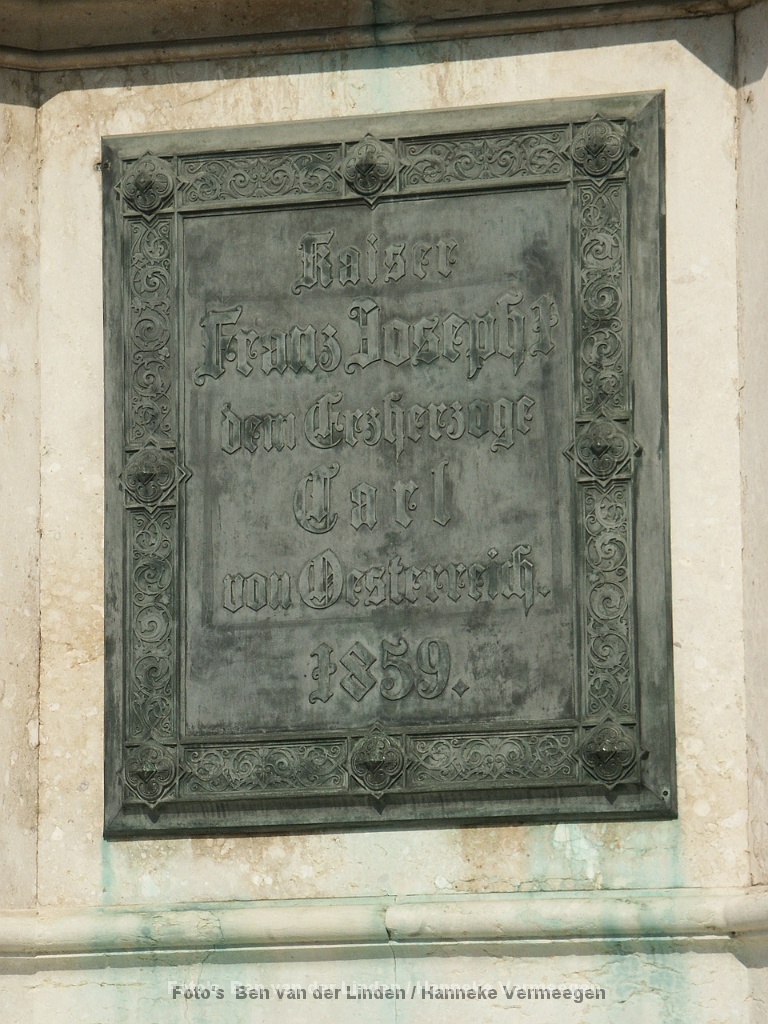 Kaiser
Franz Joseph I
dem Erzherzoge
Carl
von Oesterreich.
1859.
Foto's Ben van der Linden / Hanneke Vermeegen